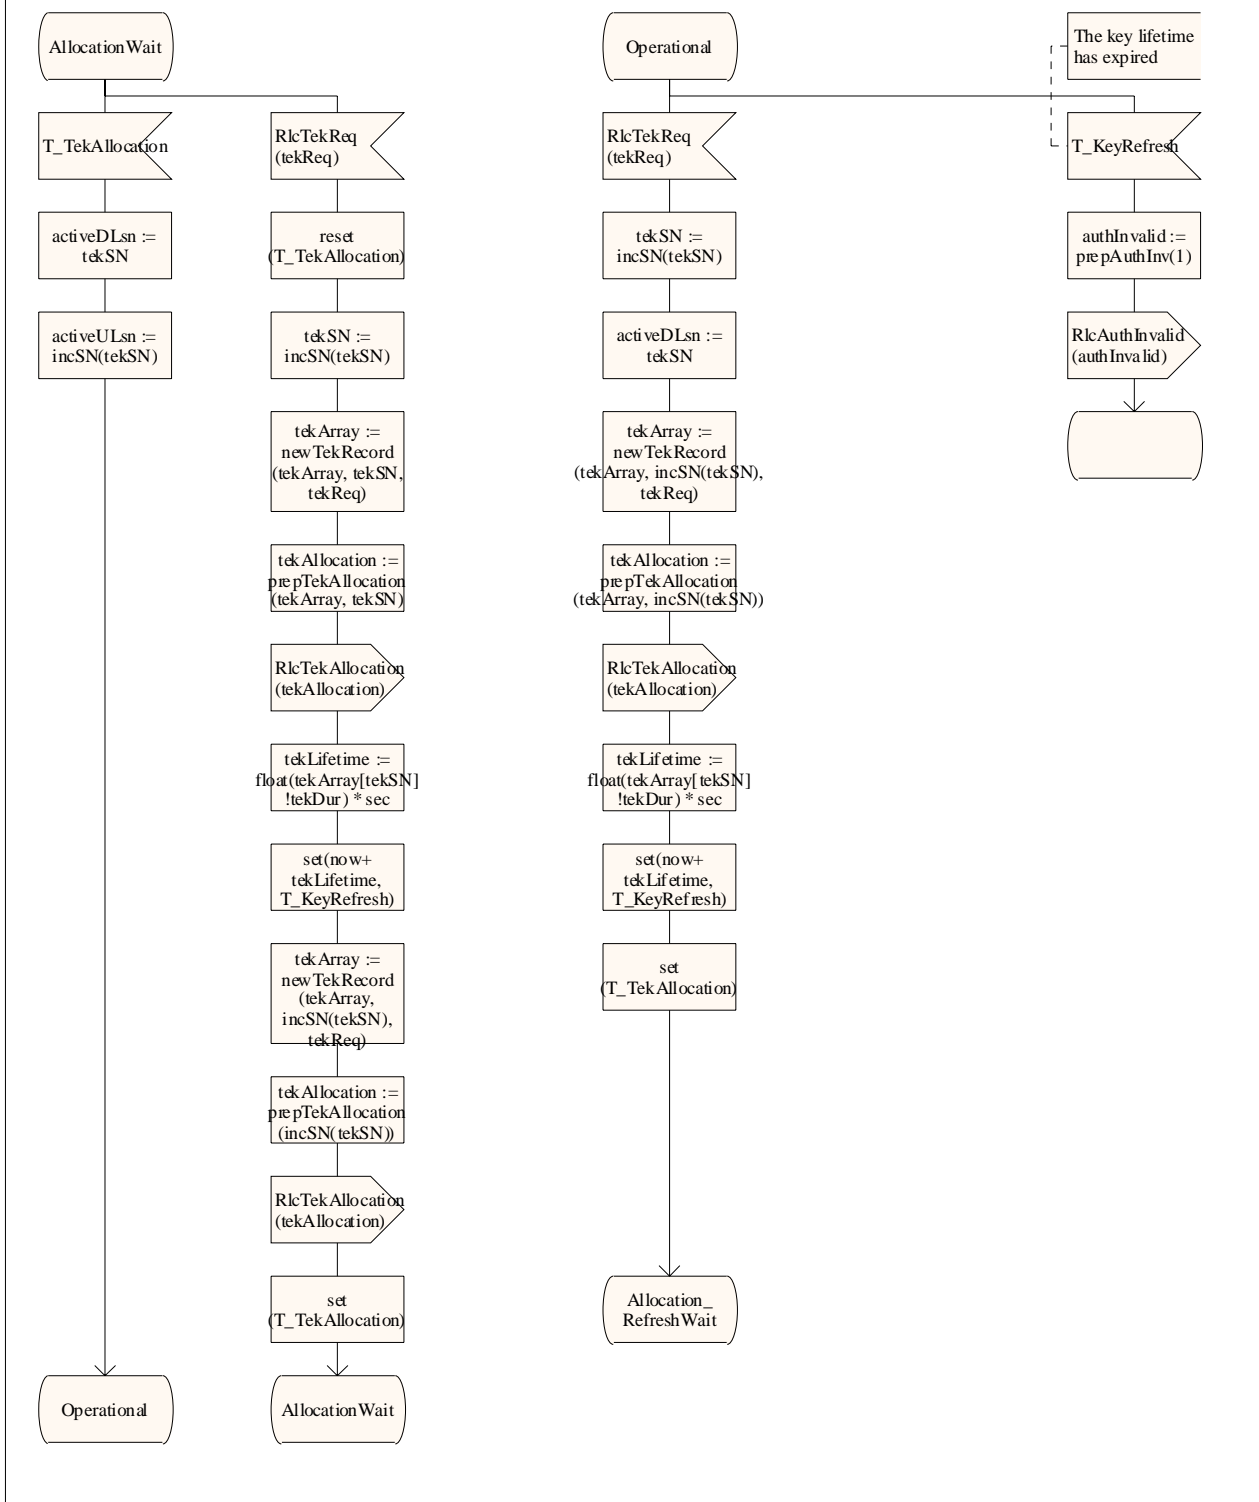 AllocationWait
T_TekAllocation
activeDLsn :=
tekSN
activeULsn :=
incSN(tekSN)
Operational
RlcTekReq
(tekReq)
reset
(T_TekAllocation)
tekSN :=
incSN(tekSN)
tekArray :=
newTekRecord
(tekArray, tekSN,
tekReq)
tekAllocation :=
prepTekAllocation
(tekArray, tekSN)
RlcTekAllocation
(tekAllocation)
tekLifetime :=
float(tekArray[tekSN]
!tekDur) * sec
set(now+
tekLifetime,
T_KeyRefresh)
tekArray :=
newTekRecord
(tekArray,
incSN(tekSN),
tekReq)
tekAllocation :=
prepTekAllocation
(incSN(tekSN))
RlcTekAllocation
(tekAllocation)
set
(T_TekAllocation)
AllocationWait
Operational
RlcTekReq
(tekReq)
tekSN :=
incSN(tekSN)
activeDLsn :=
tekSN
tekArray :=
newTekRecord
(tekArray, incSN(tekSN),
tekReq)
tekAllocation :=
prepTekAllocation
(tekArray, incSN(tekSN))
RlcTekAllocation
(tekAllocation)
tekLifetime :=
float(tekArray[tekSN]
!tekDur) * sec
set(now+
tekLifetime,
T_KeyRefresh)
set
(T_TekAllocation)
Allocation_
RefreshWait
The key lifetime
has expired
T_KeyRefresh
authInvalid :=
prepAuthInv(1)
RlcAuthInvalid
(authInvalid)